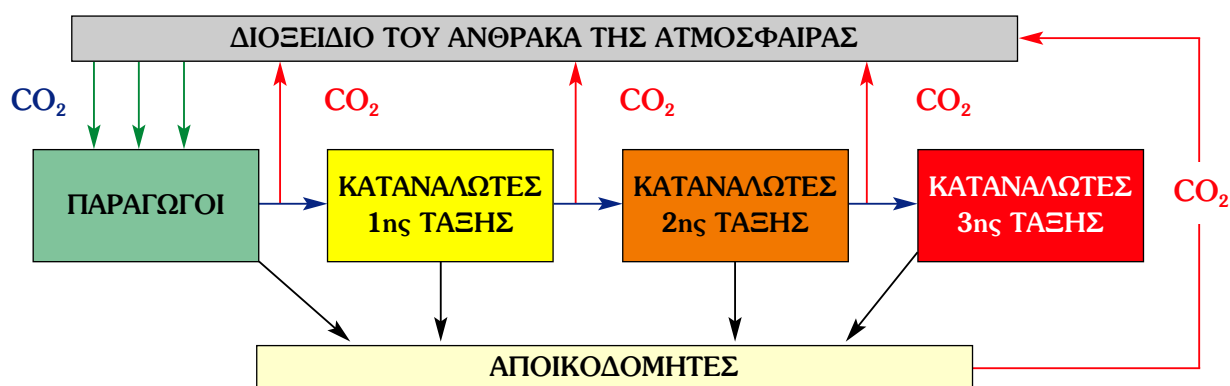 ΔΙΟΞΕΙΔΙΟ ΤΟΥ ΑΝΘΡΑΚΑ ΤΗΣ ΑΤΜΟΣΦΑΙΡΑΣ
CO₂
CO₂
CO₂
CO₂
ΠΑΡΑΓΩΓΟΙ
ΚΑΤΑΝΑΛΩΤΕΣ
1ης ΤΑΞΗΣ
ΚΑΤΑΝΑΛΩΤΕΣ
2ης ΤΑΞΗΣ
ΚΑΤΑΝΑΛΩΤΕΣ
3ης ΤΑΞΗΣ
CO₂
ΑΠΟΙΚΟΔΟΜΗΤΕΣ